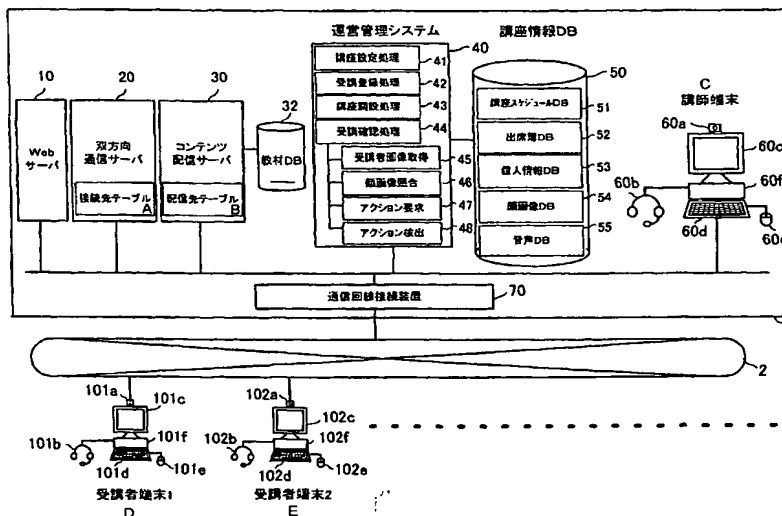 運営管理システム
講座情報DB
10
20
30
32
40
50
Webサーバ
双方向通信サーバ
接続先テーブル
A
コンテンツ配信サーバ
配信先テーブル
B
教材DB
講座設定処理
41
受講登録処理
42
講座開設処理
43
受講確認処理
44
受講者画像取得
45
顔画像照合
46
アクション要求
47
アクション検出
48
講座スケジュールDB
51
出席簿DB
52
個人情報DB
53
顔画像DB
54
音声DB
55
C
講師端末
60a
60b
60c
60f
60d
60e
通信回線接続装置
70
2
101a
101c
101b
101f
101d
101e
受講者端末1
D
102a
102c
102b
102f
102d
102e
受講者端末2
E